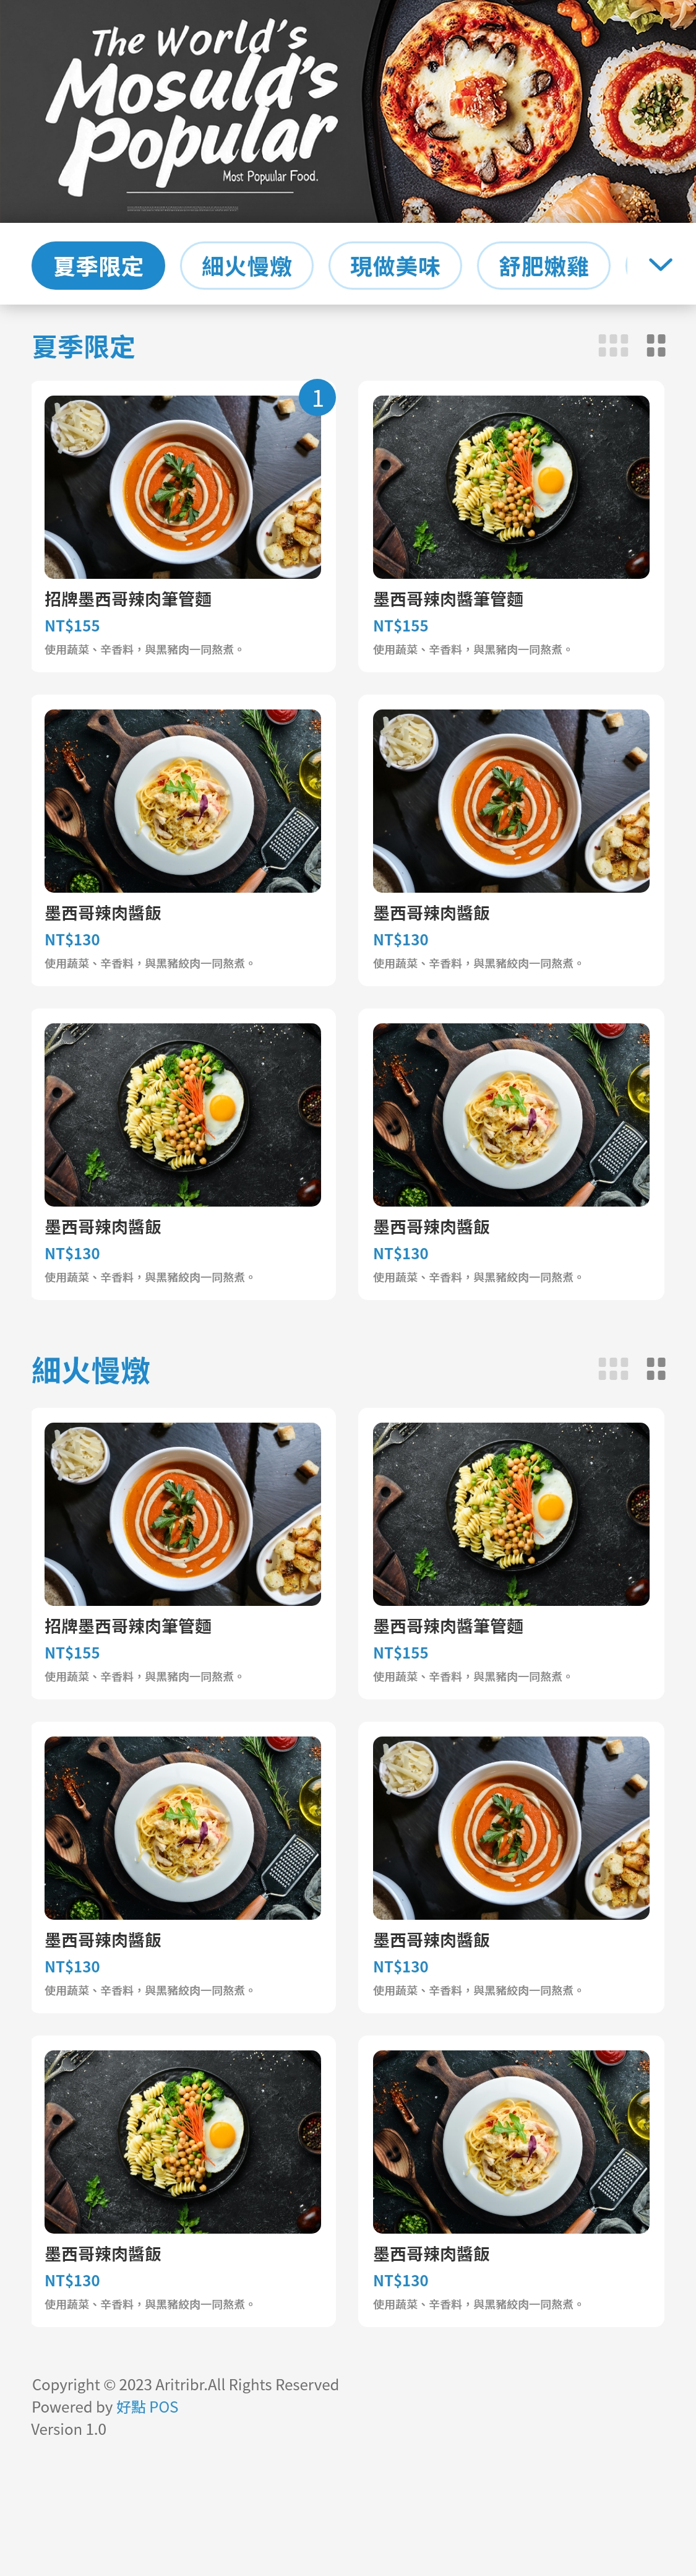 The World's
Mosuld's
Popular
Most Popuular Food.
夏季限定
細火慢燉
現做美味
舒肥嫩雞
夏季限定
1
招牌墨西哥辣肉筆管麵
NT$155
使用蔬菜、辛香料，與黑豬肉一同熬煮。
墨西哥辣肉醬筆管麵
NT$155
使用蔬菜、辛香料，與黑豬肉一同熬煮。
墨西哥辣肉醬飯
NT$130
使用蔬菜、辛香料，與黑豬絞肉一同熬煮。
墨西哥辣肉醬飯
NT$130
使用蔬菜、辛香料，與黑豬絞肉一同熬煮。
墨西哥辣肉醬飯
NT$130
使用蔬菜、辛香料，與黑豬絞肉一同熬煮。
墨西哥辣肉醬飯
NT$130
使用蔬菜、辛香料，與黑豬絞肉一同熬煮。
細火慢燉
招牌墨西哥辣肉筆管麵
NT$155
使用蔬菜、辛香料，與黑豬肉一同熬煮。
墨西哥辣肉醬筆管麵
NT$155
使用蔬菜、辛香料，與黑豬肉一同熬煮。
墨西哥辣肉醬飯
NT$130
使用蔬菜、辛香料，與黑豬絞肉一同熬煮。
墨西哥辣肉醬飯
NT$130
使用蔬菜、辛香料，與黑豬絞肉一同熬煮。
墨西哥辣肉醬飯
NT$130
使用蔬菜、辛香料，與黑豬絞肉一同熬煮。
墨西哥辣肉醬飯
NT$130
使用蔬菜、辛香料，與黑豬絞肉一同熬煮。
Copyright © 2023 Aritribr.All Rights Reserved
Powered by 好點 POS
Version 1.0